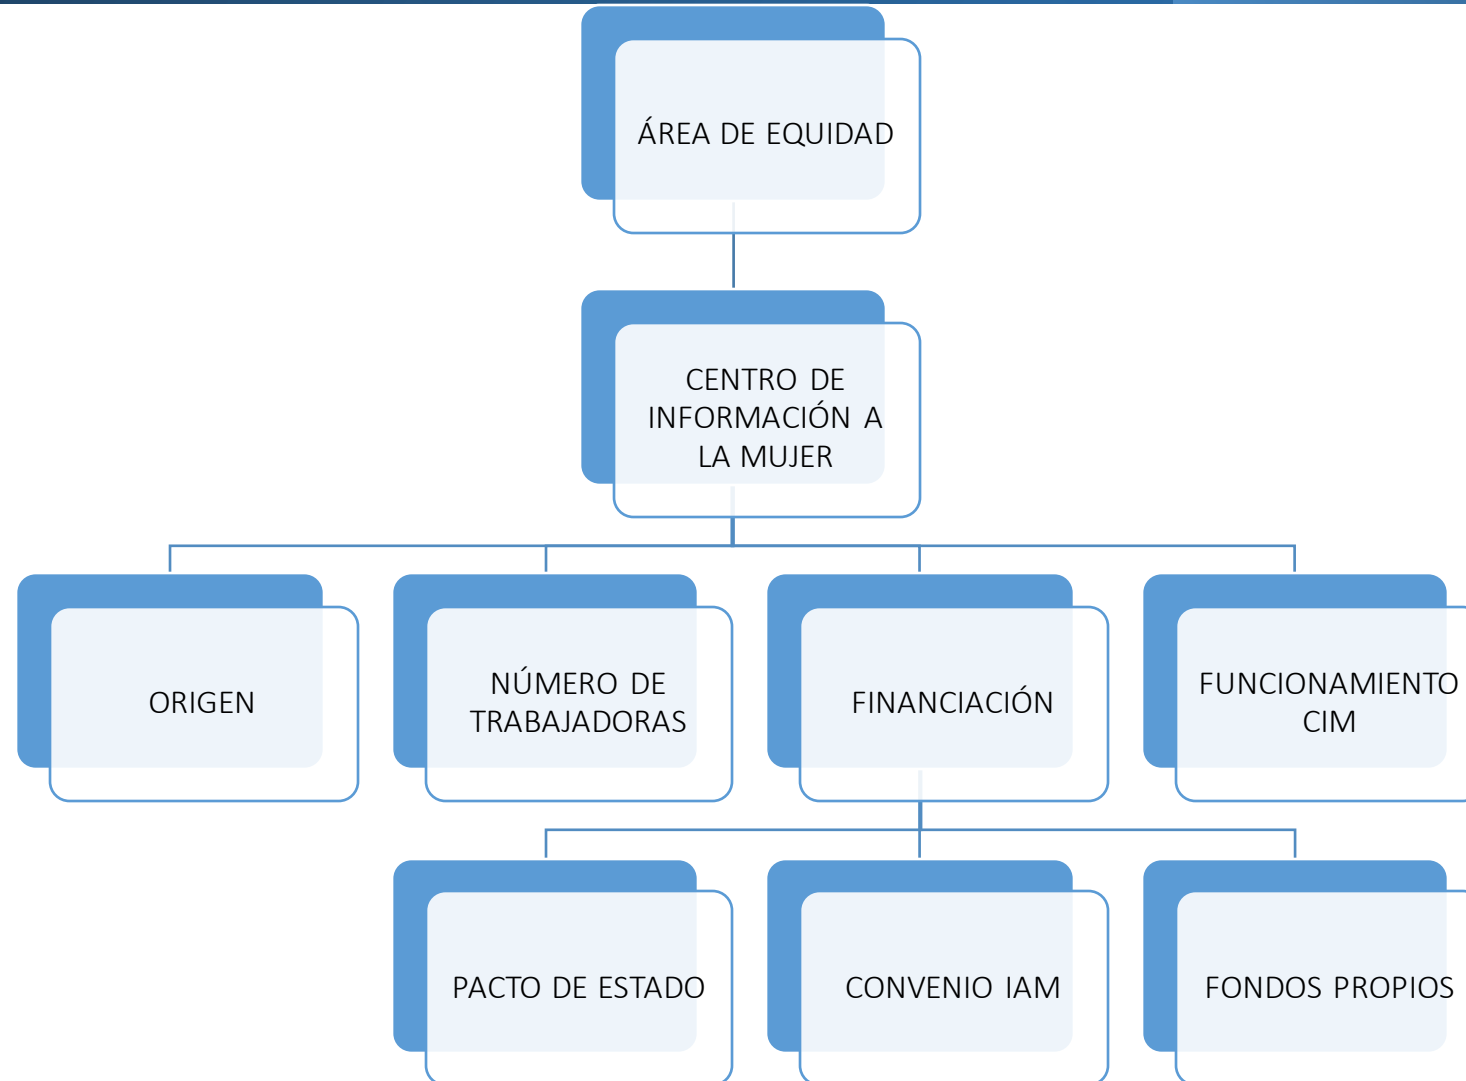 ÁREA DE EQUIDAD
CENTRO DE
INFORMACIÓN A
LA MUJER
ORIGEN
NÚMERO DE
TRABAJADORAS
FINANCIACIÓN
FUNCIONAMIENTO
CIM
PACTO DE ESTADO
CONVENIO IAM
FONDOS PROPIOS